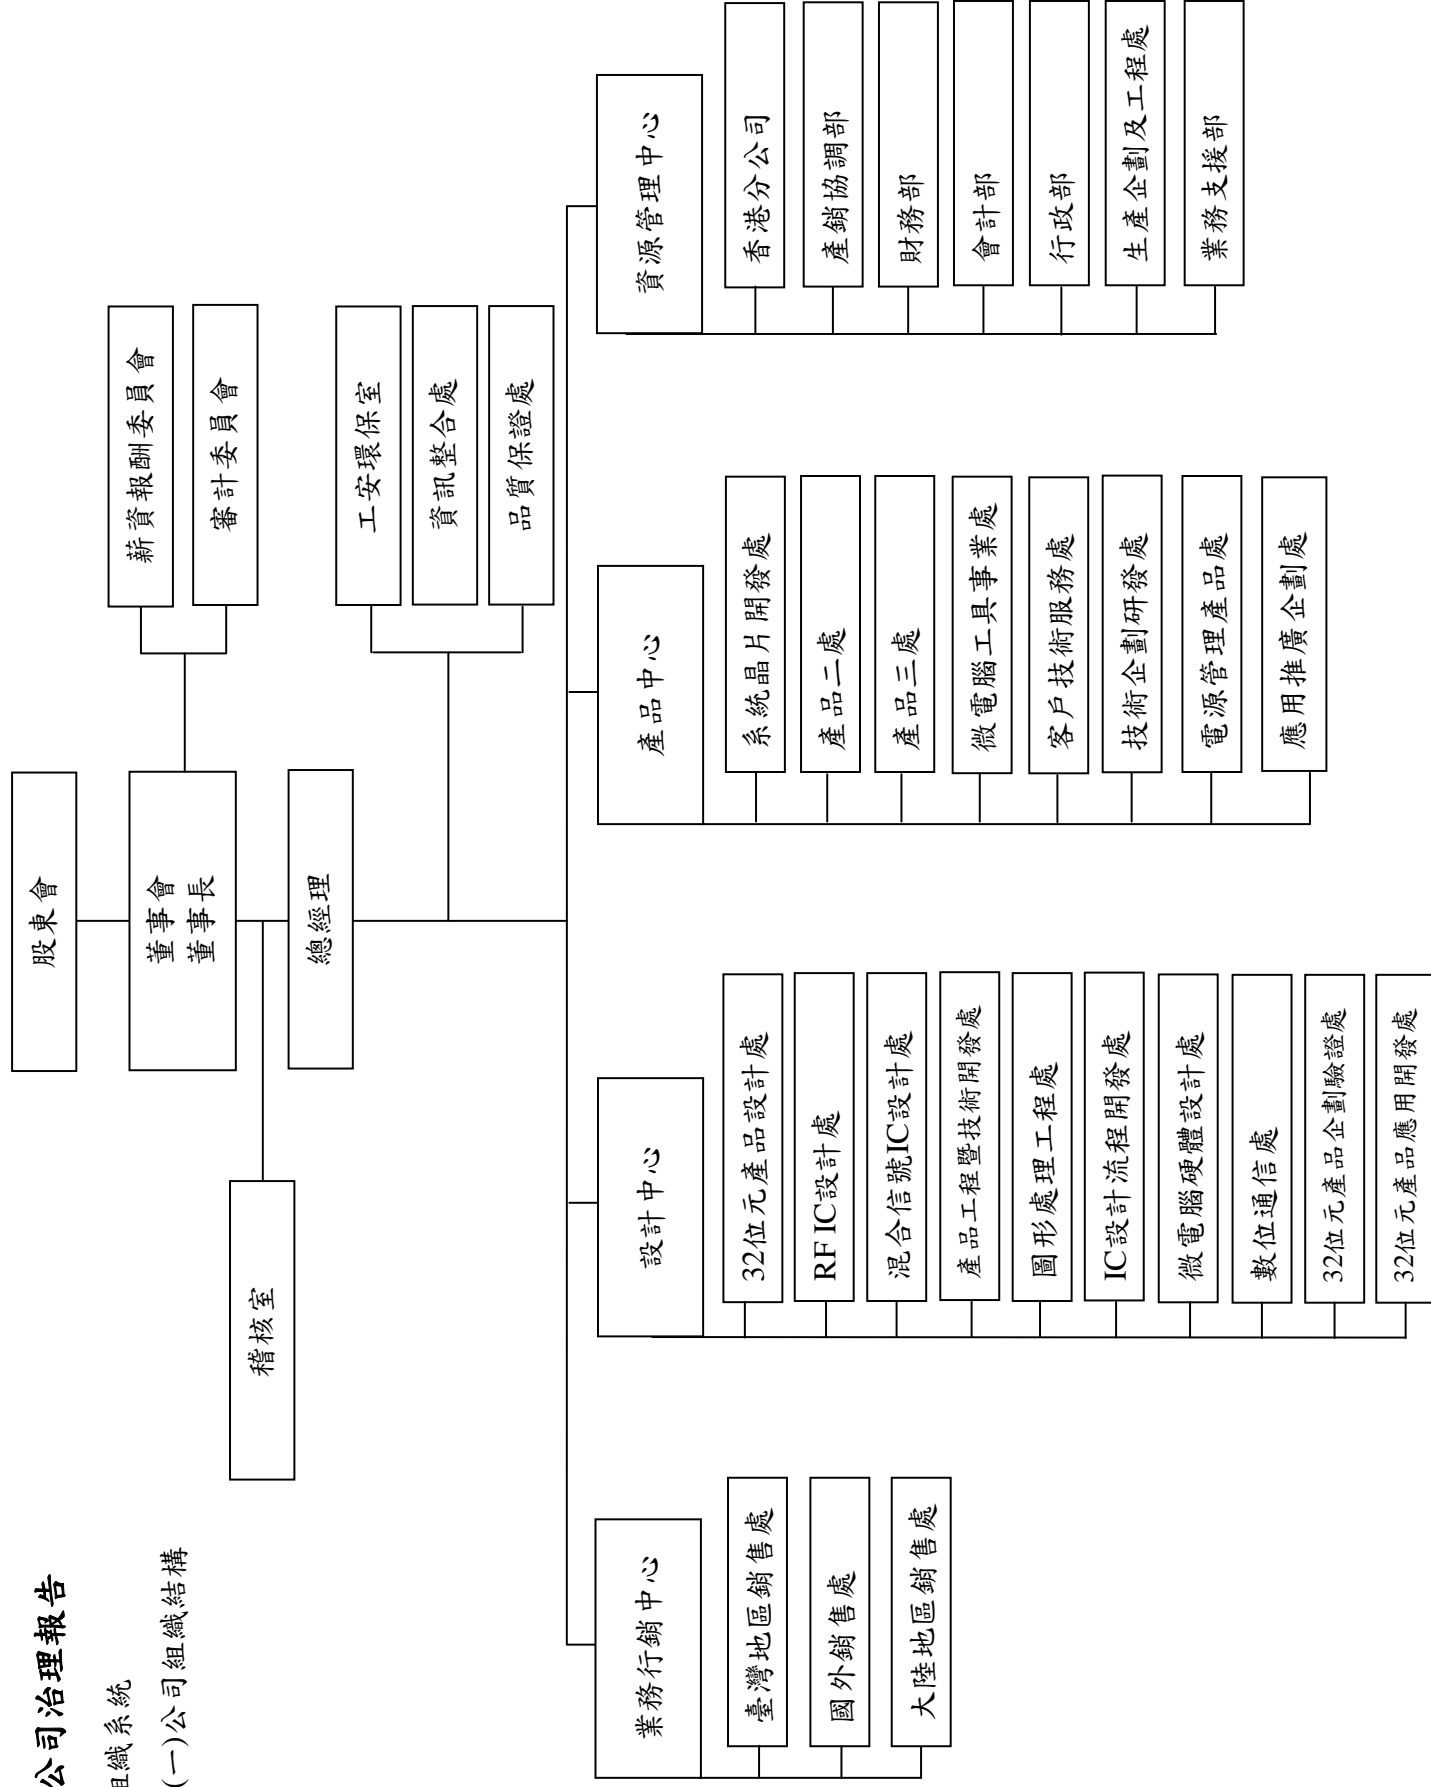 公司治理報告
組織系統
(一)公司組織結構
股東會
董事會
董事長
薪資報酬委員會
審計委員會
稽核室
總經理
工安環保室
資訊整合處
品質保證處
業務行銷中心
臺灣地區銷售處
國外銷售處
大陸地區銷售處
設計中心
32位元產品設計處
RF IC設計處
混合信號IC設計處
產品工程暨技術開發處
圖形處理工程處
IC設計流程開發處
微電腦硬體設計處
數位通信處
32位元產品企劃驗證處
32位元產品應用開發處
產品中心
系統晶片開發處
產品二處
產品三處
微電腦工具事業處
客戶技術服務處
技術企劃研發處
電源管理產品處
應用推廣企劃處
資源管理中心
香港分公司
產銷協調部
財務部
會計部
行政部
生產企劃及工程處
業務支援部